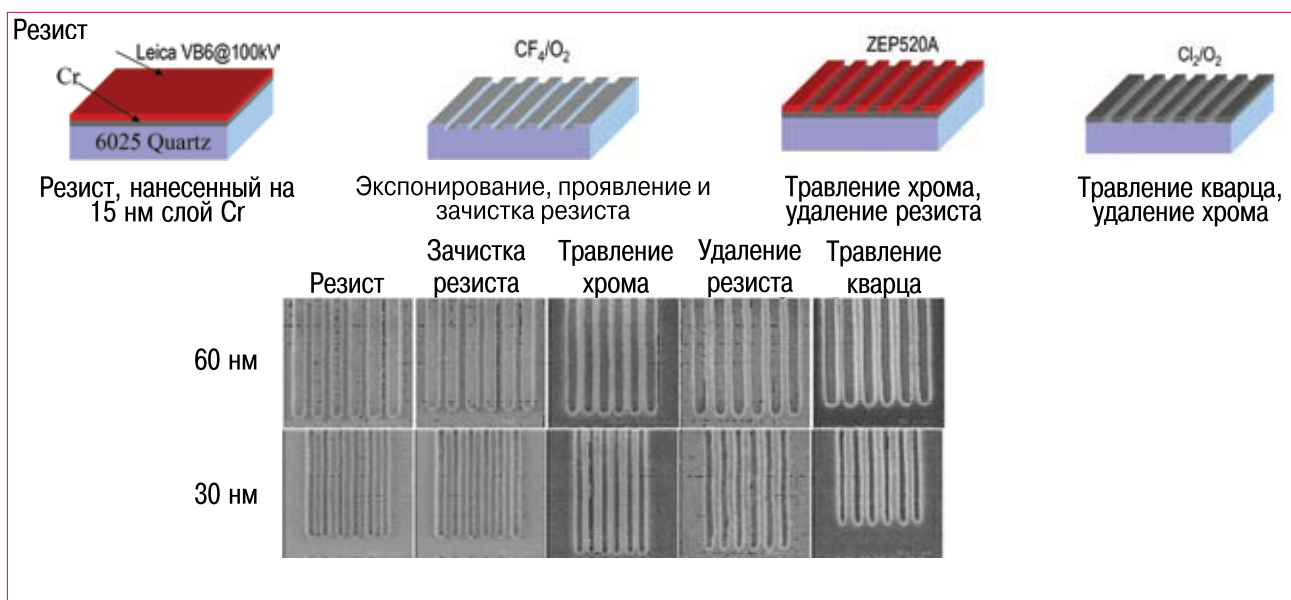 Резист
Leica VB6@100kV
Cr
6025 Quartz
CF₄/O₂
ZEP520A
Cl₂/O₂
Резист, нанесенный на
15 нм слой Cr
Экспонирование, проявление и
зачистка резиста
Травление хрома,
удаление резиста
Травление кварца,
удаление хрома
Резист
Зачистка
резиста
Травление
хрома
Удаление
резиста
Травление
кварца
60 нм
30 нм